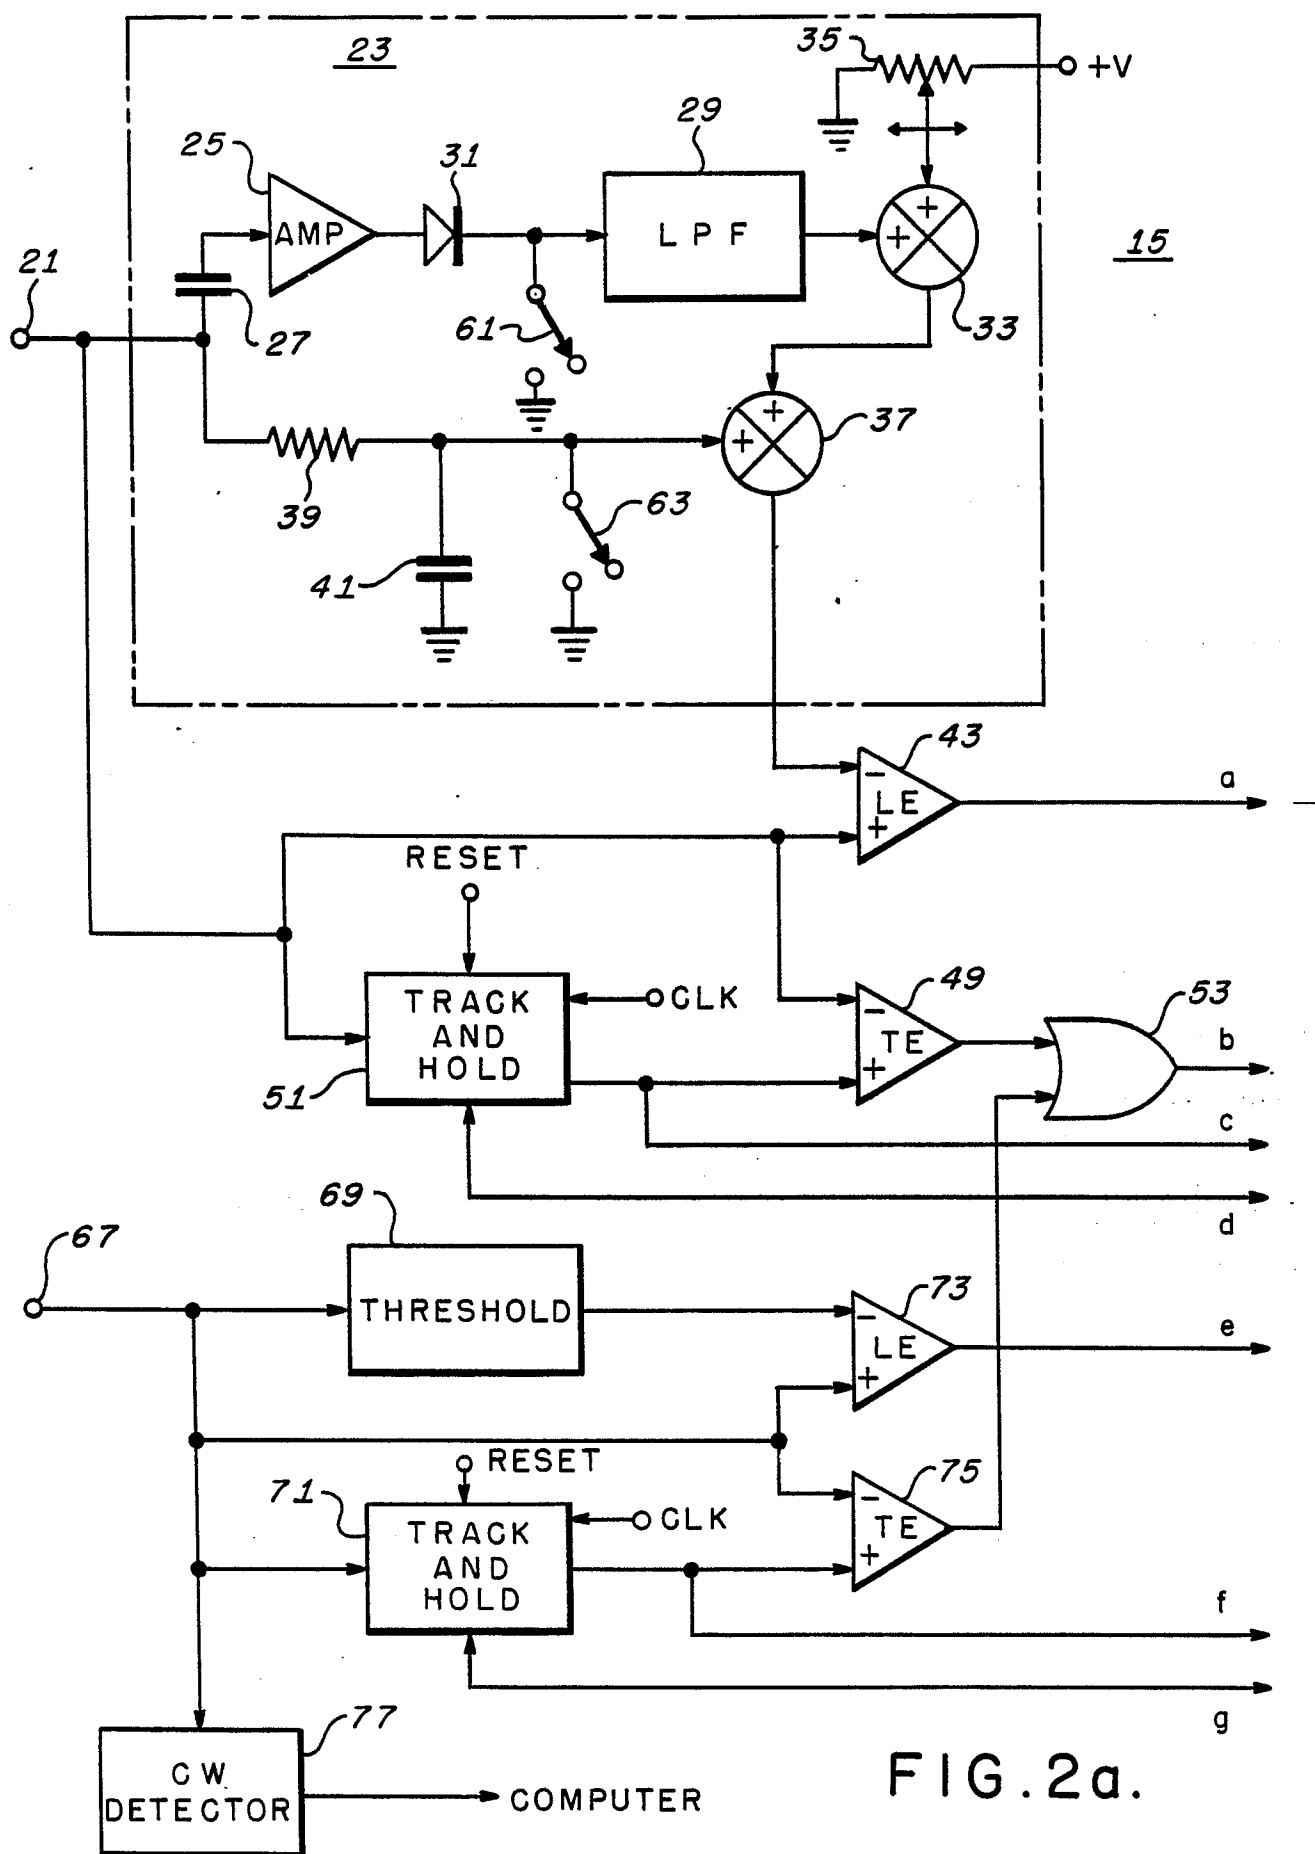 23
35
+V
25
31
29
AMP
LPF
+
+
15
21
27
61
33
+
+
37
39
63
41
43
−
LE
+
a
RESET
49
53
TRACK
AND
HOLD
CLK
−
TE
+
b
51
c
69
d
67
73
THRESHOLD
−
LE
+
e
RESET
71
75
TRACK
AND
HOLD
CLK
−
TE
+
f
77
g
CW
DETECTOR
COMPUTER
FIG.2a.